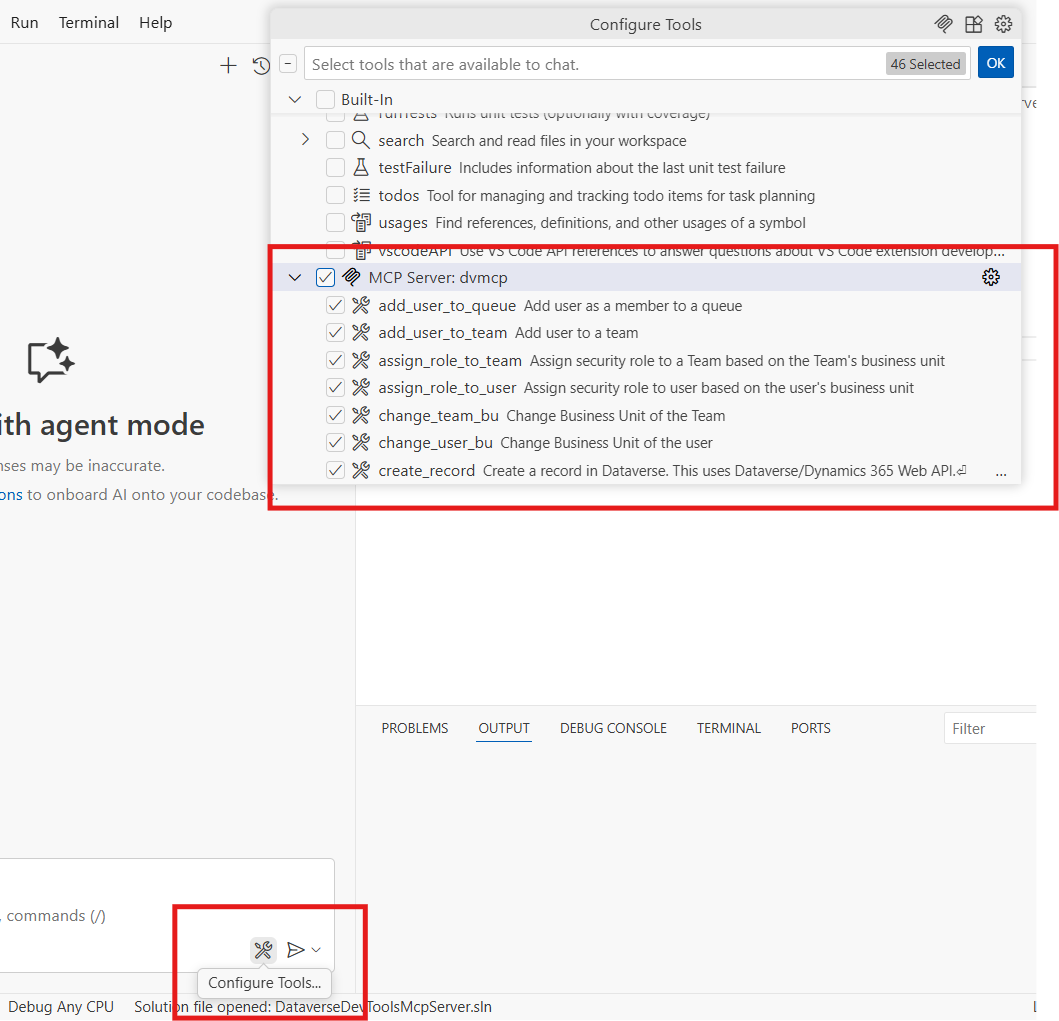 Run Terminal Help
Configure Tools
Select tools that are available to chat. 46 Selected OK
Built-In
runTests Runs unit tests (optionally with coverage)
search Search and read files in your workspace
testFailure Includes information about the last unit test failure
todos Tool for managing and tracking todo items for task planning
usages Find references, definitions, and other usages of a symbol
vscodeAPI Use VS Code API references to answer questions about VS Code extension develop...
MCP Server: dvmcp
add_user_to_queue Add user as a member to a queue
add_user_to_team Add user to a team
assign_role_to_team Assign security role to a Team based on the Team's business unit
assign_role_to_user Assign security role to user based on the user's business unit
change_team_bu Change Business Unit of the Team
change_user_bu Change Business Unit of the user
create_record Create a record in Dataverse. This uses Dataverse/Dynamics 365 Web API.⏎ ...
ith agent mode
nses may be inaccurate.
ons to onboard AI onto your codebase.
PROBLEMS OUTPUT DEBUG CONSOLE TERMINAL PORTS Filter
, commands (/)
Configure Tools...
Debug Any CPU Solution file opened: DataverseDevToolsMcpServer.sln